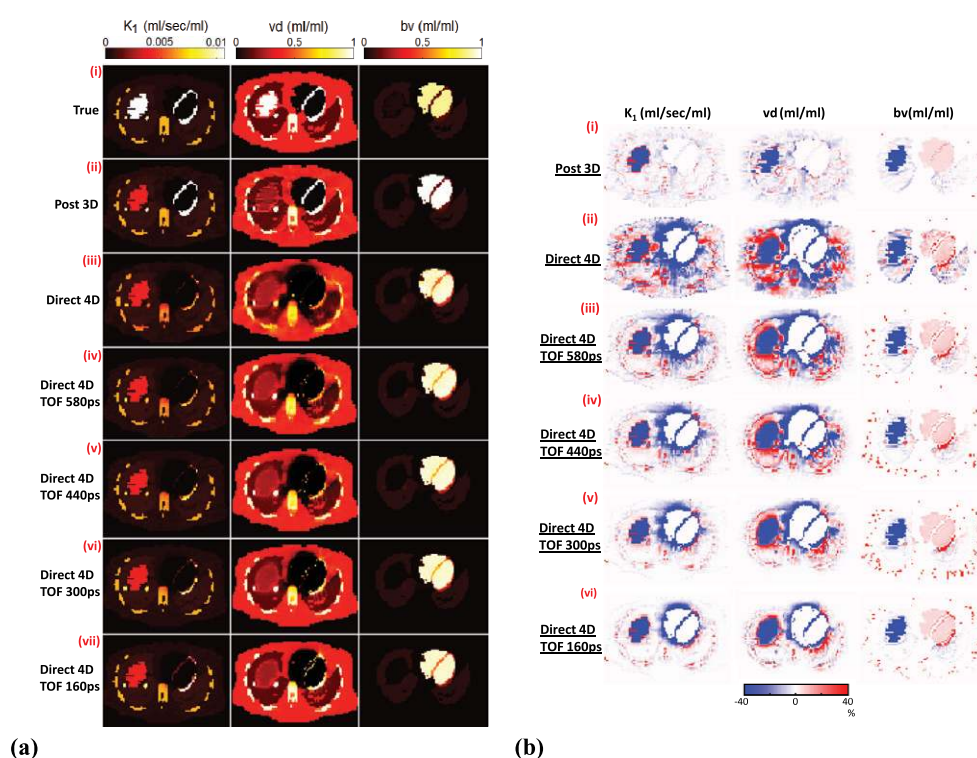 K1 (ml/sec/ml) vd (ml/ml) bv (ml/ml)
0 0.005 0.01 0 0.5 1 0 0.5 1
(i)
True
(ii)
Post 3D
(iii)
Direct 4D
(iv)
Direct 4D
TOF 580ps
(v)
Direct 4D
TOF 440ps
(vi)
Direct 4D
TOF 300ps
(vii)
Direct 4D
TOF 160ps
(a)
K1 (ml/sec/ml) vd (ml/ml) bv(ml/ml)
(i)
Post 3D
(ii)
Direct 4D
(iii)
Direct 4D
TOF 580ps
(iv)
Direct 4D
TOF 440ps
(v)
Direct 4D
TOF 300ps
(vi)
Direct 4D
TOF 160ps
-40 0 40
%
(b)